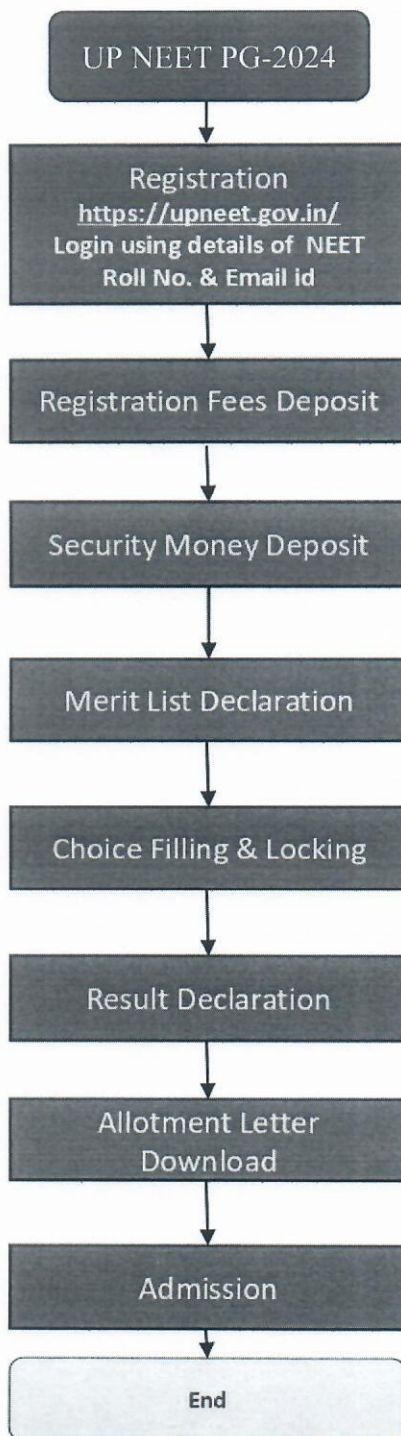 UP NEET PG-2024
Registration
https://upneet.gov.in/
Login using details of NEET
Roll No. & Email id
Registration Fees Deposit
Security Money Deposit
Merit List Declaration
Choice Filling & Locking
Result Declaration
Allotment Letter
Download
Admission
End